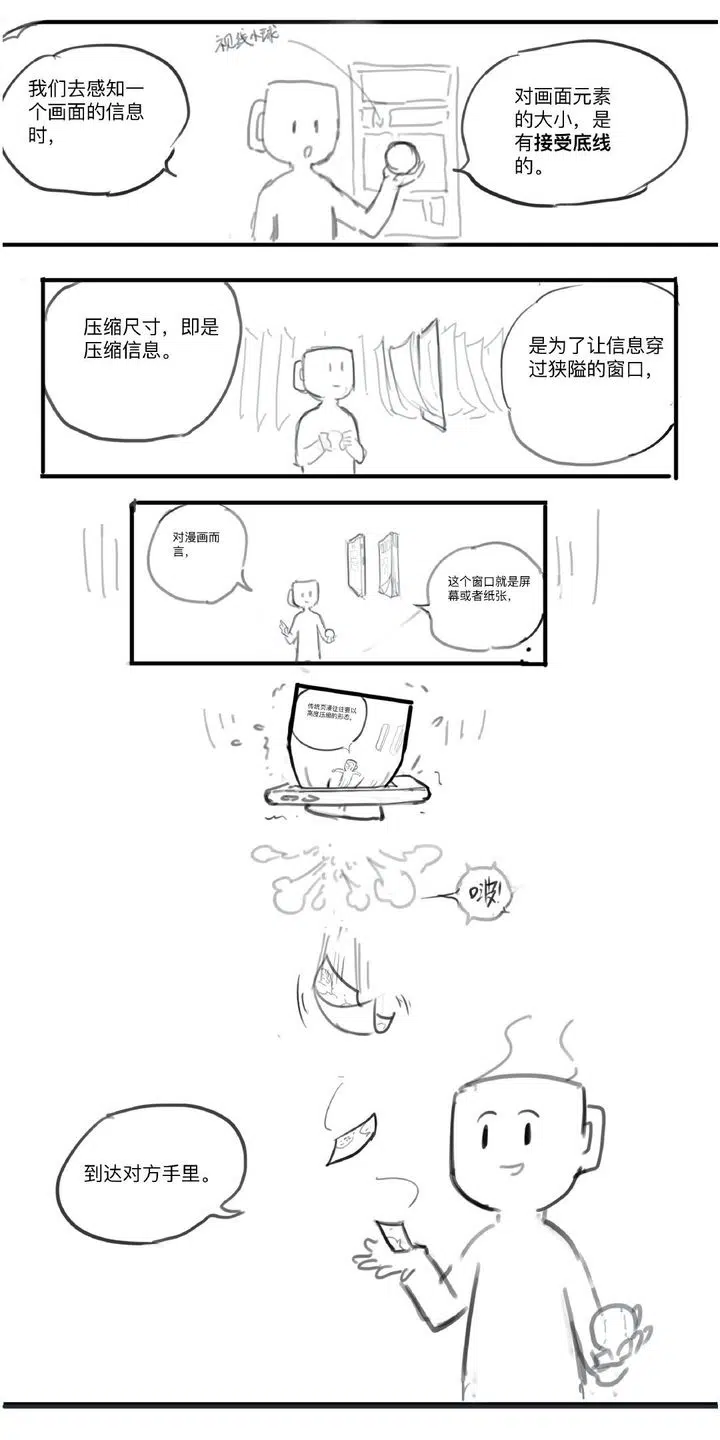 视线小球
我们去感知一
个画面的信息
时，
对画面元素
的大小，是
有接受底线
的。
压缩尺寸，即是
压缩信息。
是为了让信息穿
过狭隘的窗口，
对漫画而
言，
这个窗口就是屏
幕或者纸张，
传统页漫往往要以
高度压缩的形态，
啵！
到达对方手里。